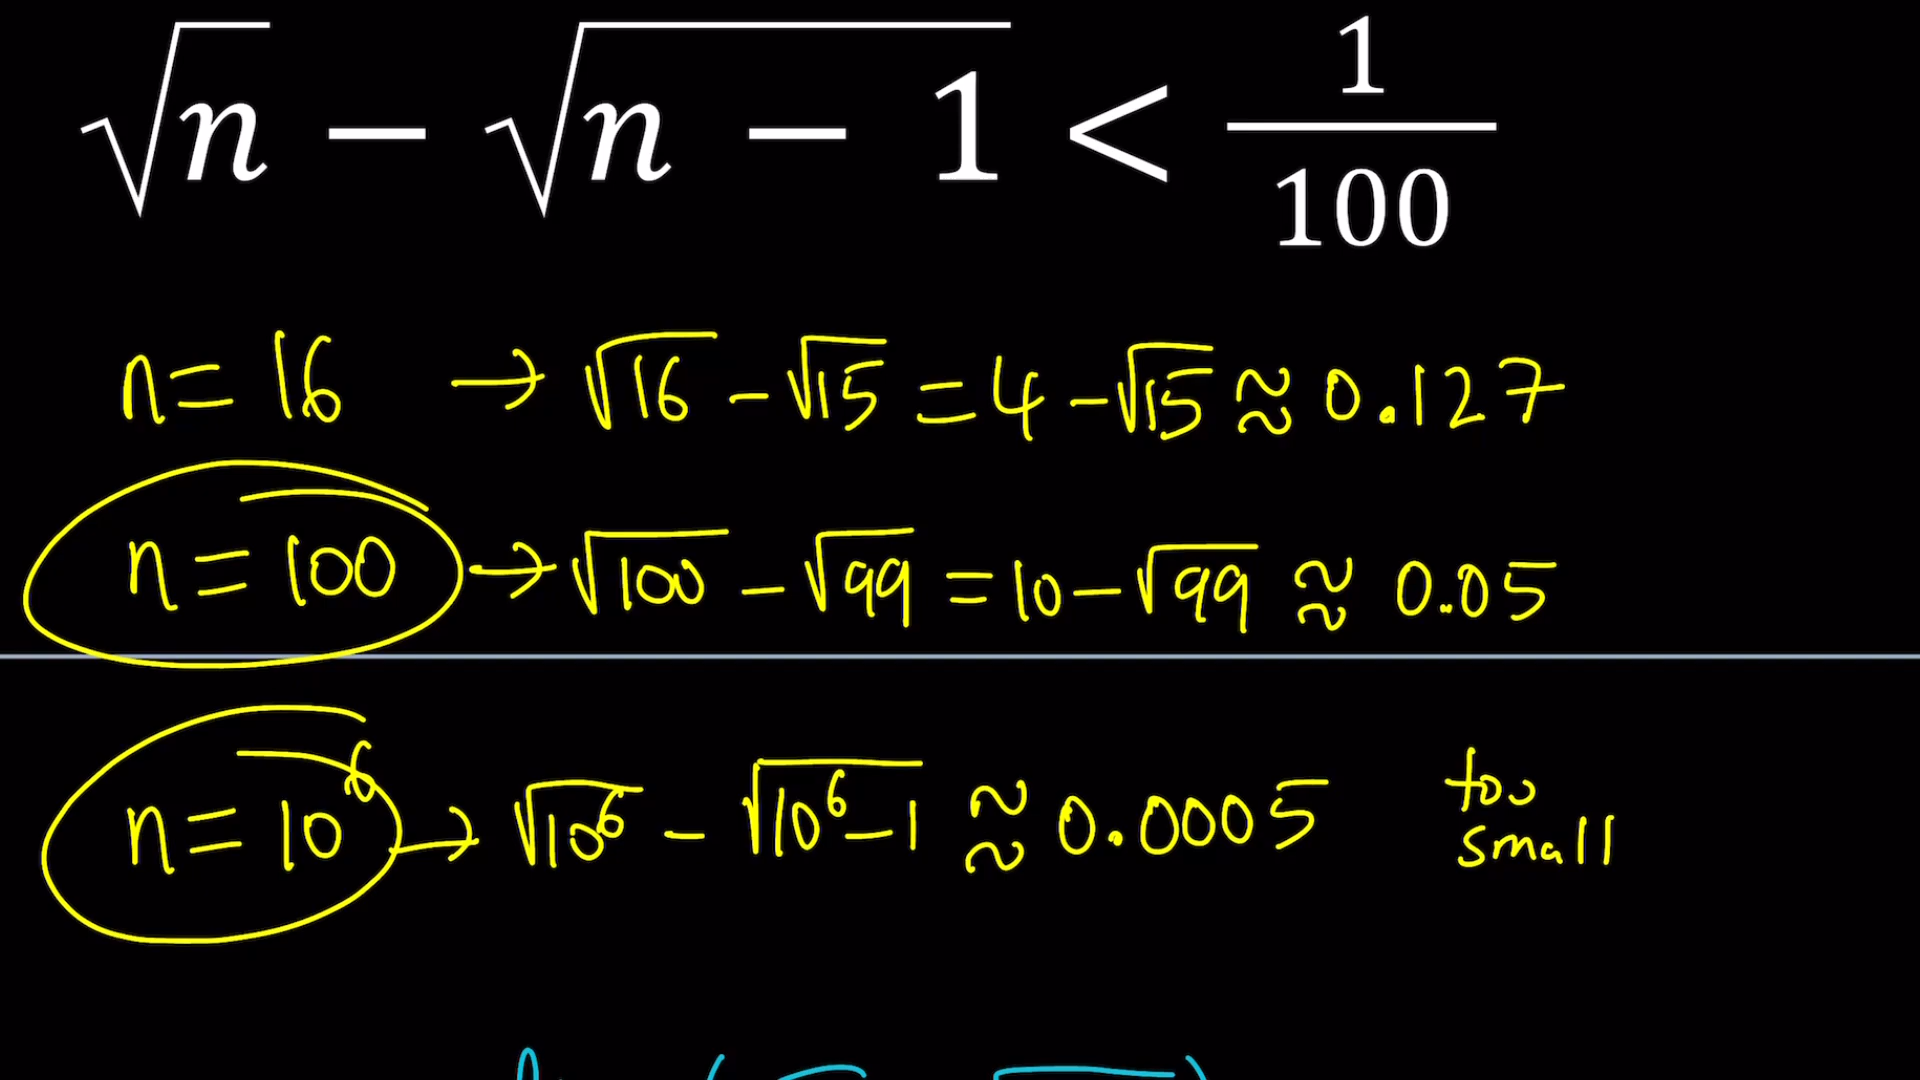 √n − √(n − 1) < 1/100
n = 16 → √16 − √15 = 4 − √15 ≈ 0.127
n = 100 → √100 − √99 = 10 − √99 ≈ 0.05
n = 10⁶ → √10⁶ − √(10⁶ − 1) ≈ 0.0005 too small